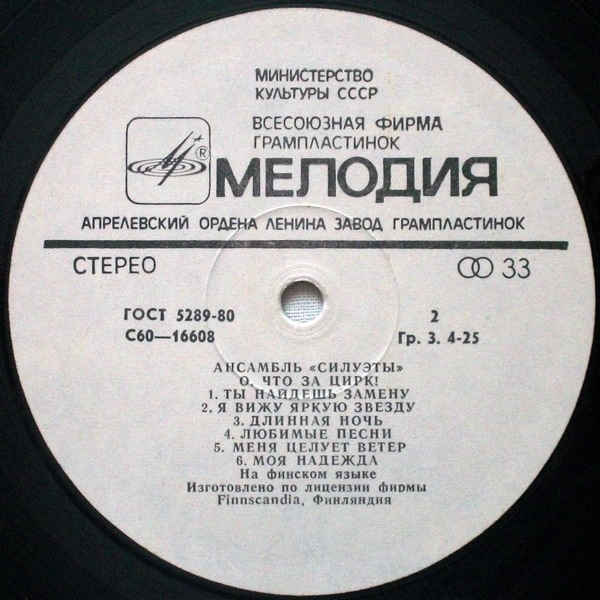 МИНИСТЕРСТВО
КУЛЬТУРЫ СССР
ВСЕСОЮЗНАЯ ФИРМА
ГРАМПЛАСТИНОК
®
МЕЛОДИЯ
АПРЕЛЕВСКИЙ ОРДЕНА ЛЕНИНА ЗАВОД ГРАМПЛАСТИНОК
СТЕРЕО 33
ГОСТ 5289-80 2
С60—16608 Гр. 3. 4-25
АНСАМБЛЬ «СИЛУЭТЫ»
О, ЧТО ЗА ЦИРК!
1. ТЫ НАЙДЕШЬ ЗАМЕНУ
2. Я ВИЖУ ЯРКУЮ ЗВЕЗДУ
3. ДЛИННАЯ НОЧЬ
4. ЛЮБИМЫЕ ПЕСНИ
5. МЕНЯ ЦЕЛУЕТ ВЕТЕР
6. МОЯ НАДЕЖДА
На финском языке
Изготовлено по лицензии фирмы
Finnscandia, Финляндия